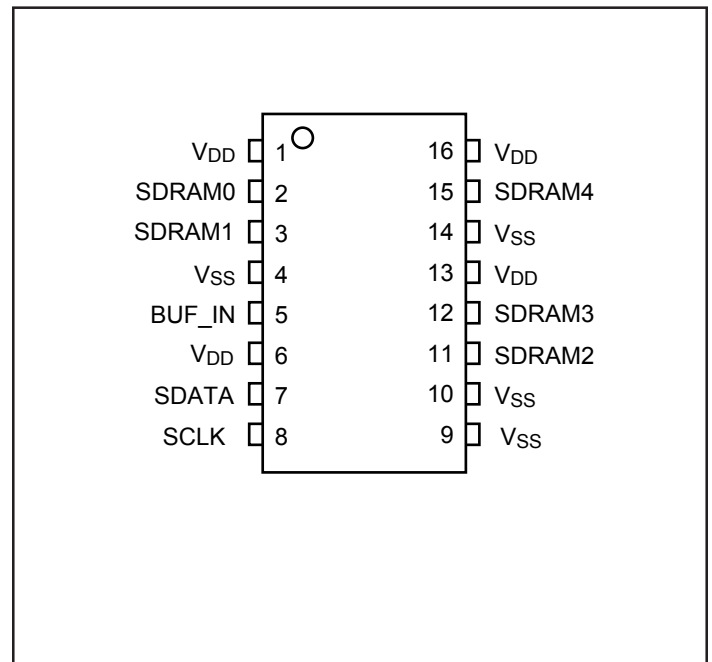 VDD 1 16 VDD
SDRAM0 2 15 SDRAM4
SDRAM1 3 14 VSS
VSS 4 13 VDD
BUF_IN 5 12 SDRAM3
VDD 6 11 SDRAM2
SDATA 7 10 VSS
SCLK 8 9 VSS